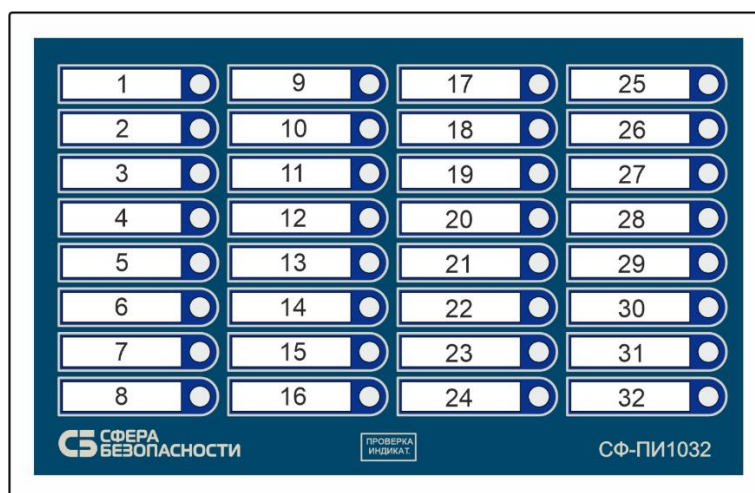 1 9 17 25
2 10 18 26
3 11 19 27
4 12 20 28
5 13 21 29
6 14 22 30
7 15 23 31
8 16 24 32
СБ СФЕРА
БЕЗОПАСНОСТИ
ПРОВЕРКА
ИНДИКАТ.
СФ-ПИ1032